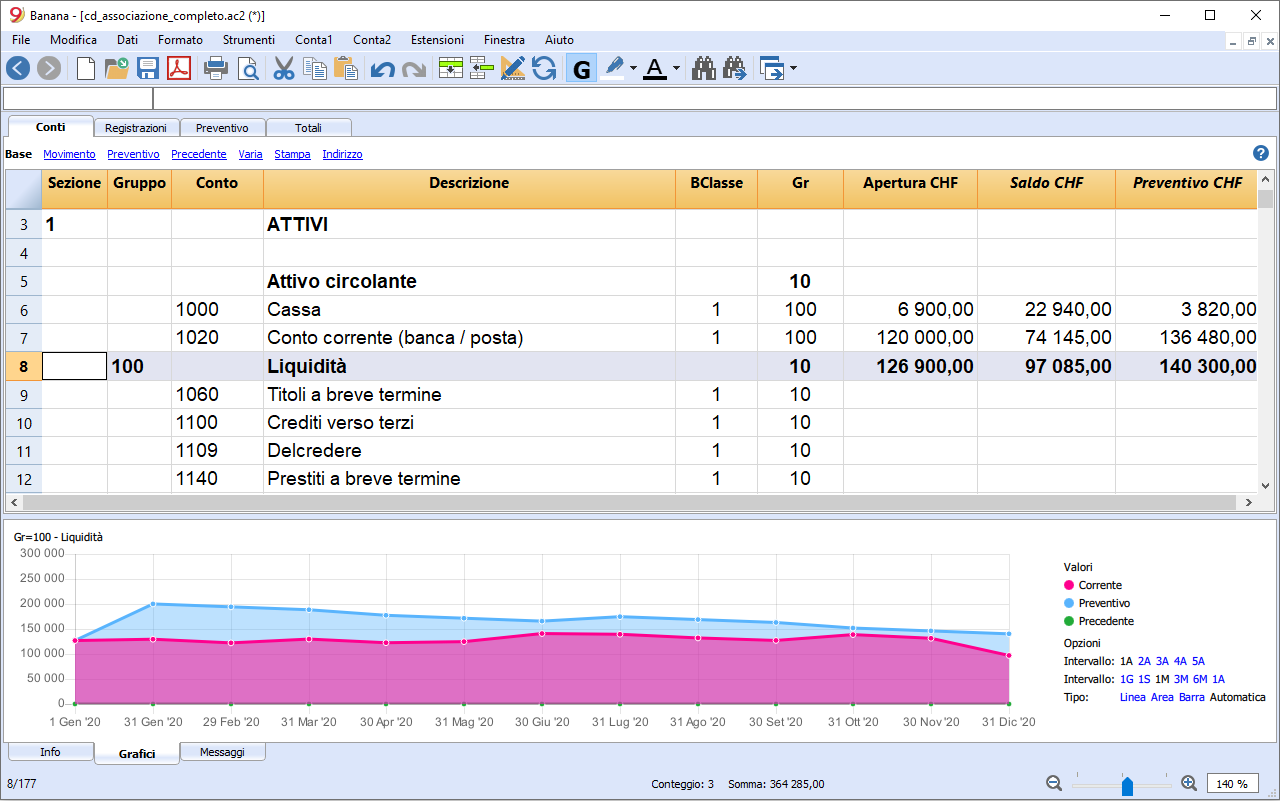 Banana - [cd_associazione_completo.ac2 (*)]
File Modifica Dati Formato Strumenti Conta1 Conta2 Estensioni Finestra Aiuto
G A
Conti Registrazioni Preventivo Totali
Base Movimento Preventivo Precedente Varia Stampa Indirizzo ?
Sezione Gruppo Conto Descrizione BClasse Gr Apertura CHF Saldo CHF Preventivo CHF
3 1 ATTIVI
4
5 Attivo circolante 10
6 1000 Cassa 1 100 6 900,00 22 940,00 3 820,00
7 1020 Conto corrente (banca / posta) 1 100 120 000,00 74 145,00 136 480,00
8 100 Liquidità 10 126 900,00 97 085,00 140 300,00
9 1060 Titoli a breve termine 1 10
10 1100 Crediti verso terzi 1 10
11 1109 Delcredere 1 10
12 1140 Prestiti a breve termine 1 10
Gr=100 - Liquidità
300 000
250 000
200 000
150 000
100 000
50 000
0
1 Gen '20 31 Gen '20 29 Feb '20 31 Mar '20 30 Apr '20 31 Mag '20 30 Giu '20 31 Lug '20 31 Ago '20 30 Set '20 31 Ott '20 30 Nov '20 31 Dic '20
Valori
Corrente
Preventivo
Precedente
Opzioni
Intervallo: 1A 2A 3A 4A 5A
Intervallo: 1G 1S 1M 3M 6M 1A
Tipo: Linea Area Barra Automatica
Info Grafici Messaggi
8/177 Conteggio: 3 Somma: 364 285,00 140 %